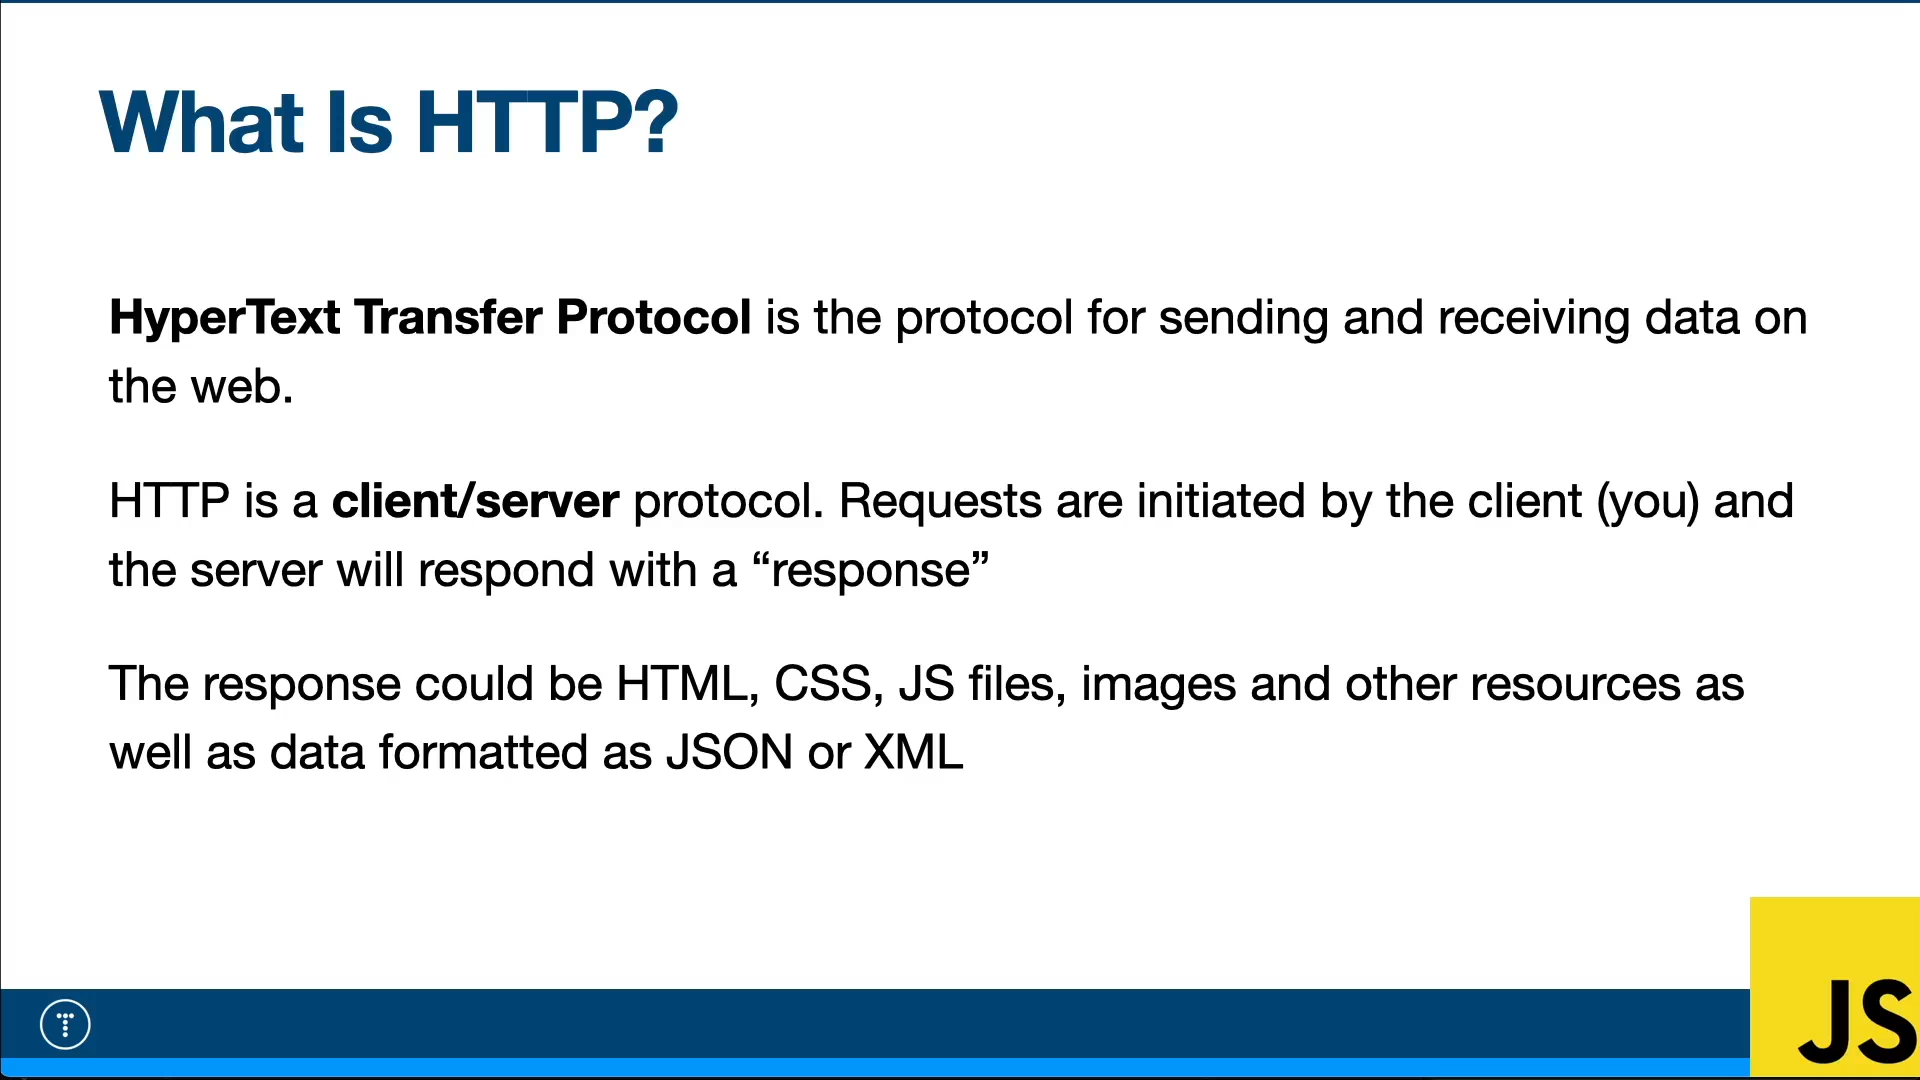 What Is HTTP?
HyperText Transfer Protocol is the protocol for sending and receiving data on
the web.
HTTP is a client/server protocol. Requests are initiated by the client (you) and
the server will respond with a “response”
The response could be HTML, CSS, JS files, images and other resources as
well as data formatted as JSON or XML
T
JS